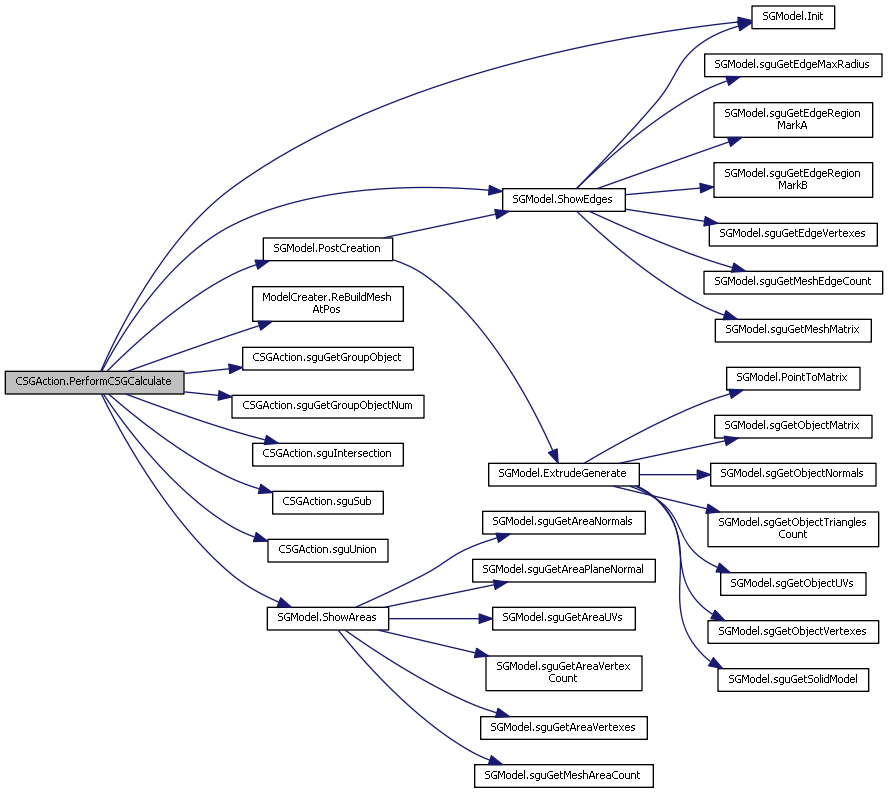 SGModel.Init
SGModel.sguGetEdgeMaxRadius
SGModel.sguGetEdgeRegion
MarkA
SGModel.sguGetEdgeRegion
MarkB
SGModel.ShowEdges
SGModel.sguGetEdgeVertexes
SGModel.PostCreation
SGModel.sguGetMeshEdgeCount
ModelCreater.ReBuildMesh
AtPos
SGModel.sguGetMeshMatrix
CSGAction.sguGetGroupObject
CSGAction.PerformCSGCalculate
SGModel.PointToMatrix
CSGAction.sguGetGroupObjectNum
SGModel.sgGetObjectMatrix
CSGAction.sguIntersection
SGModel.ExtrudeGenerate
SGModel.sgGetObjectNormals
CSGAction.sguSub
SGModel.sguGetAreaNormals
SGModel.sgGetObjectTriangles
Count
CSGAction.sguUnion
SGModel.sguGetAreaPlaneNormal
SGModel.sgGetObjectUVs
SGModel.ShowAreas
SGModel.sguGetAreaUVs
SGModel.sgGetObjectVertexes
SGModel.sguGetAreaVertex
Count
SGModel.sguGetSolidModel
SGModel.sguGetAreaVertexes
SGModel.sguGetMeshAreaCount